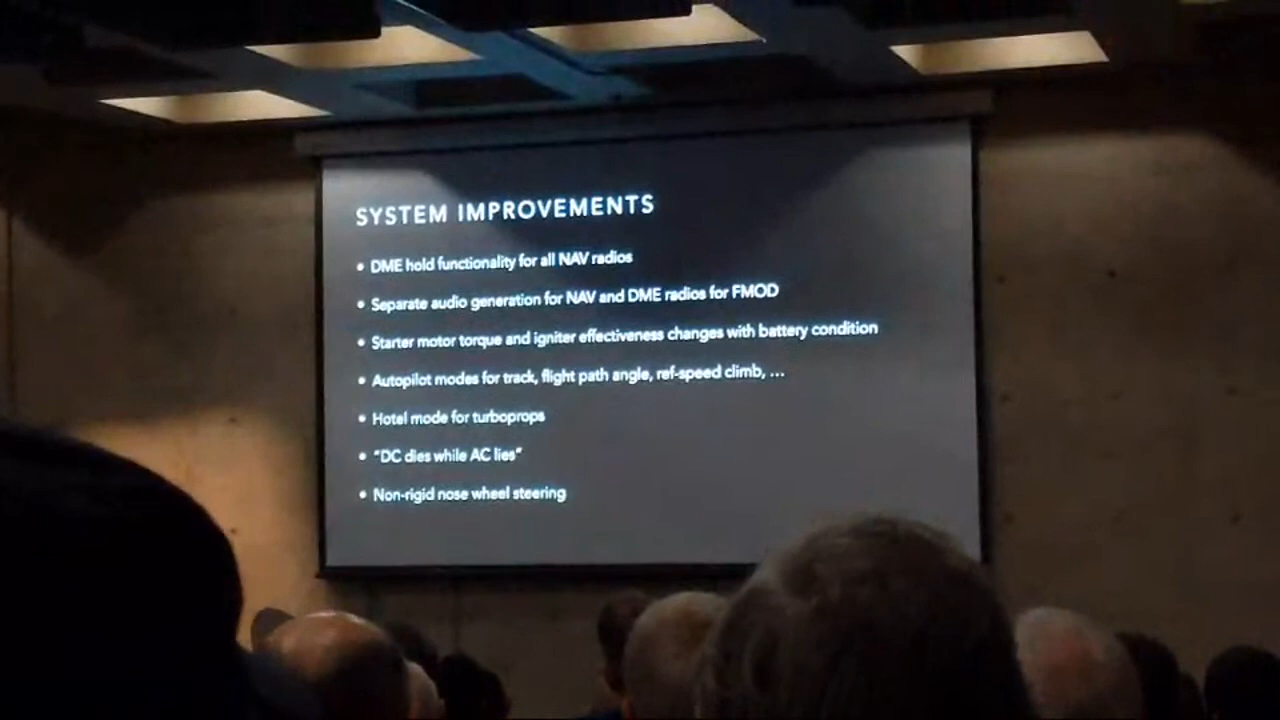 SYSTEM IMPROVEMENTS
• DME hold functionality for all NAV radios
• Separate audio generation for NAV and DME radios for FMOD
• Starter motor torque and igniter effectiveness changes with battery condition
• Autopilot modes for track, flight path angle, ref-speed climb, ...
• Hotel mode for turboprops
• "DC dies while AC lies"
• Non-rigid nose wheel steering